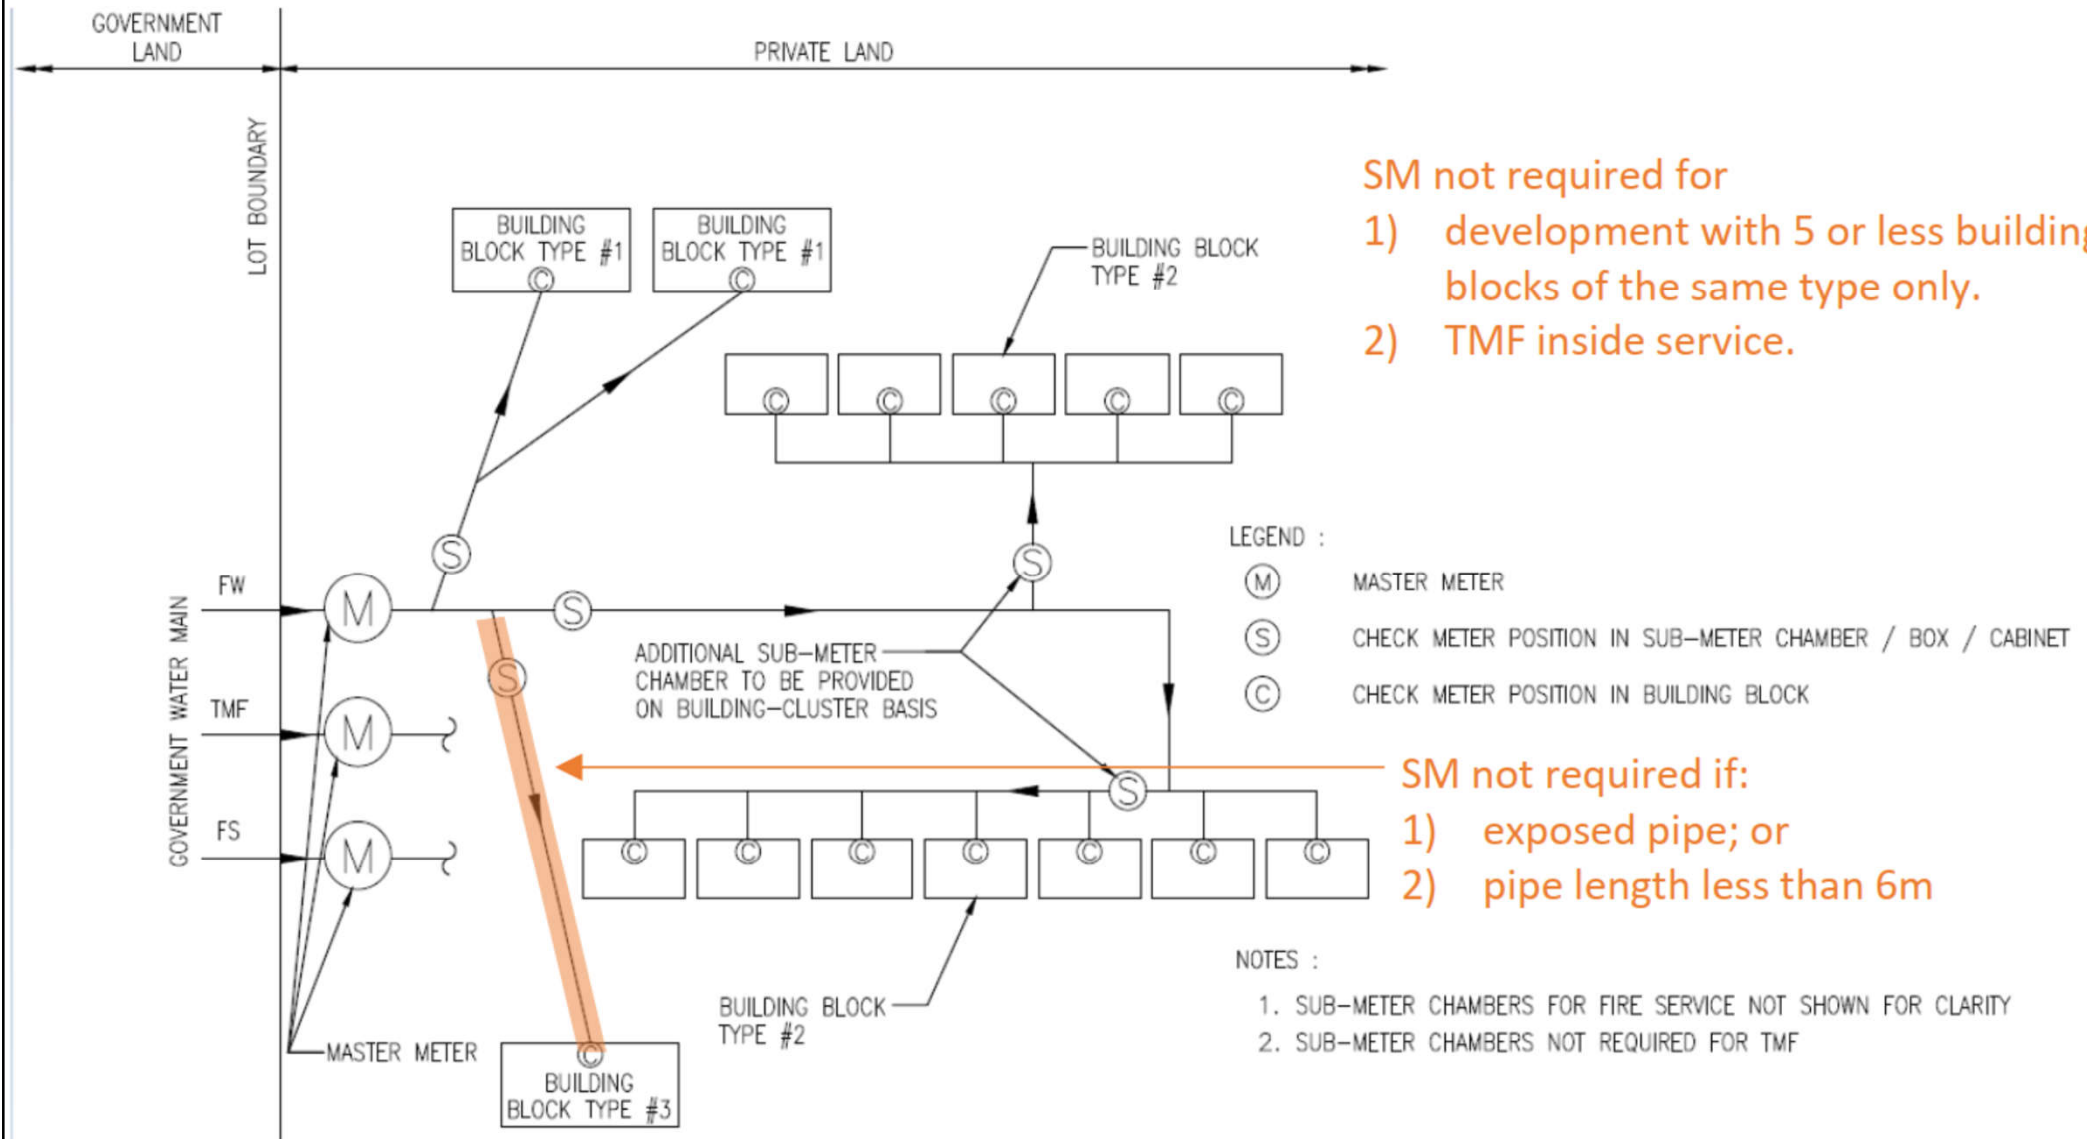 GOVERNMENT
LAND
PRIVATE LAND
LOT BOUNDARY
BUILDING
BLOCK TYPE #1
C
BUILDING
BLOCK TYPE #1
C
BUILDING BLOCK
TYPE #2
SM not required for
1) development with 5 or less building
blocks of the same type only.
2) TMF inside service.
C C C C C
S
S
LEGEND :
M MASTER METER
S CHECK METER POSITION IN SUB-METER CHAMBER / BOX / CABINET
C CHECK METER POSITION IN BUILDING BLOCK
GOVERNMENT WATER MAIN
FW
M
S
S
ADDITIONAL SUB-METER
CHAMBER TO BE PROVIDED
ON BUILDING-CLUSTER BASIS
TMF
M
FS
M
S
SM not required if:
1) exposed pipe; or
2) pipe length less than 6m
C C C C C C C
BUILDING BLOCK
TYPE #2
MASTER METER
C
BUILDING
BLOCK TYPE #3
NOTES :
1. SUB-METER CHAMBERS FOR FIRE SERVICE NOT SHOWN FOR CLARITY
2. SUB-METER CHAMBERS NOT REQUIRED FOR TMF